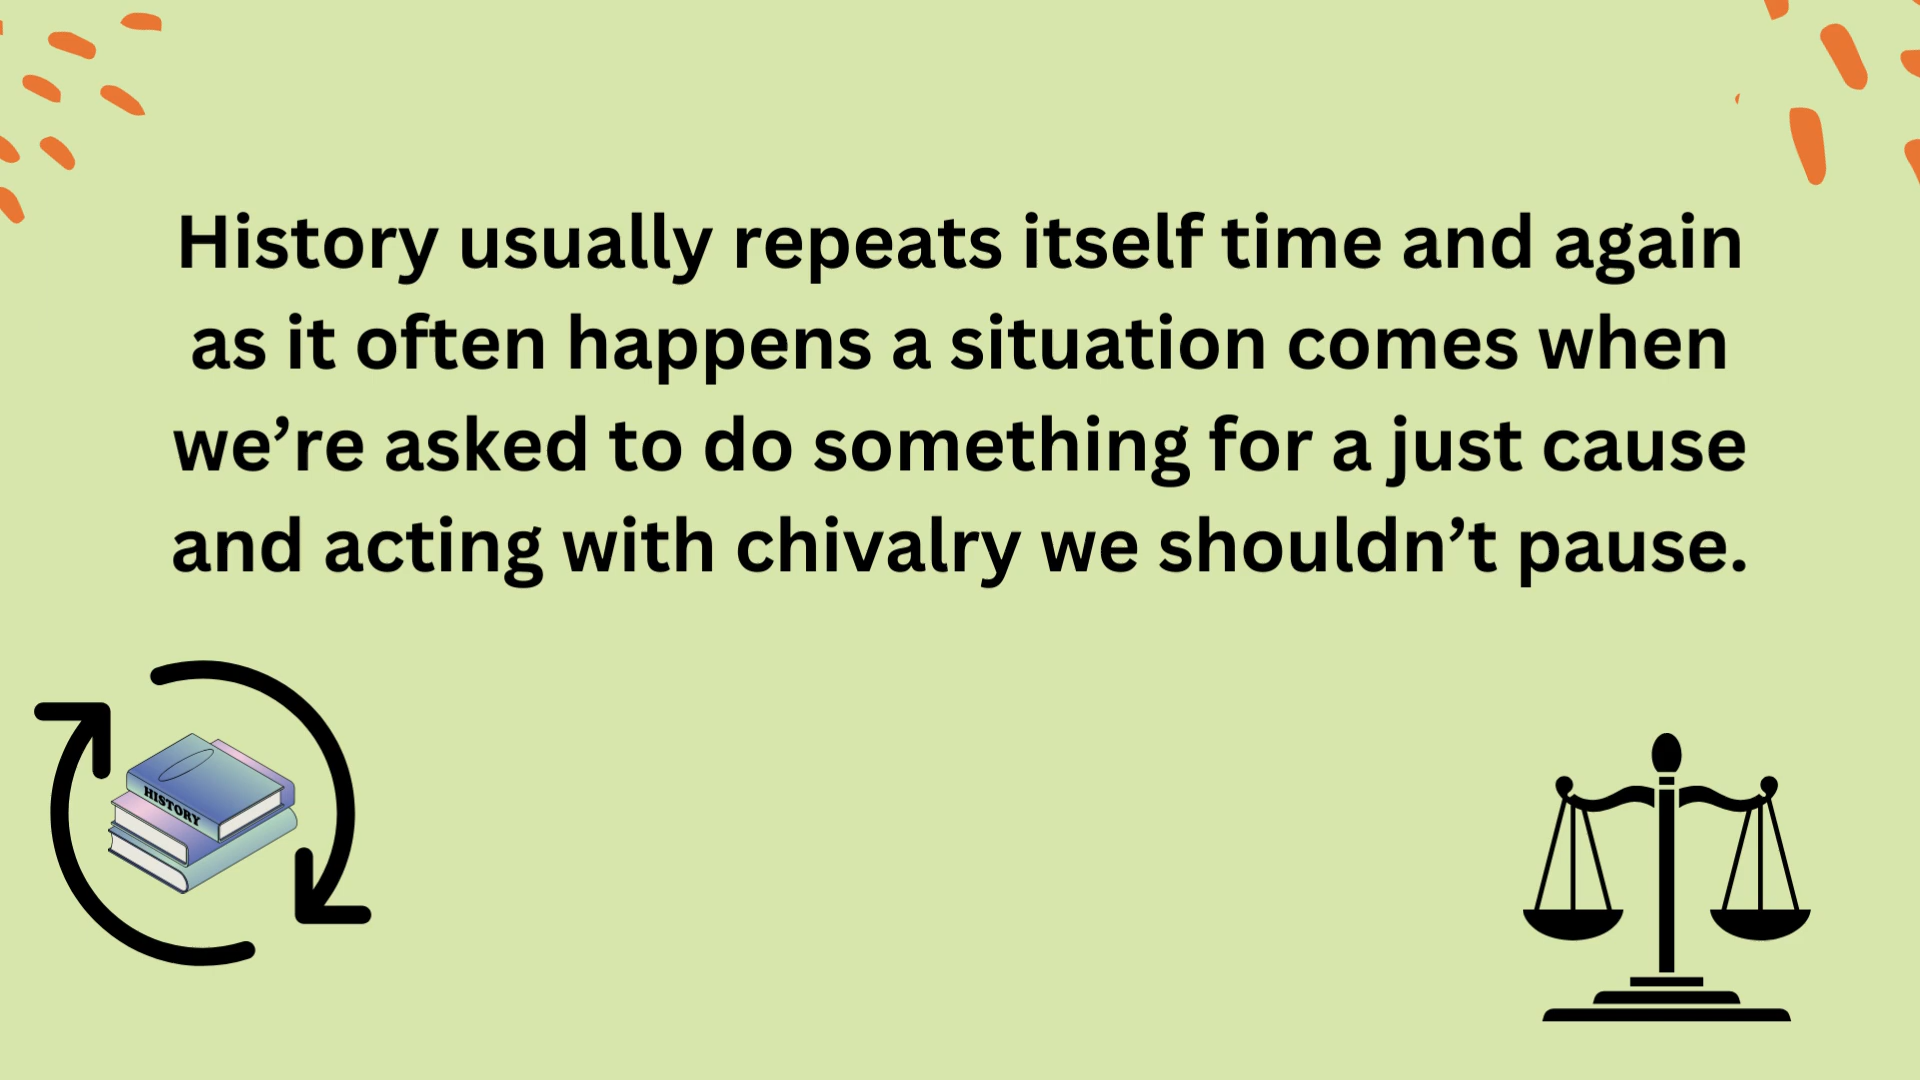 History usually repeats itself time and again
as it often happens a situation comes when
we’re asked to do something for a just cause
and acting with chivalry we shouldn’t pause.
HISTORY